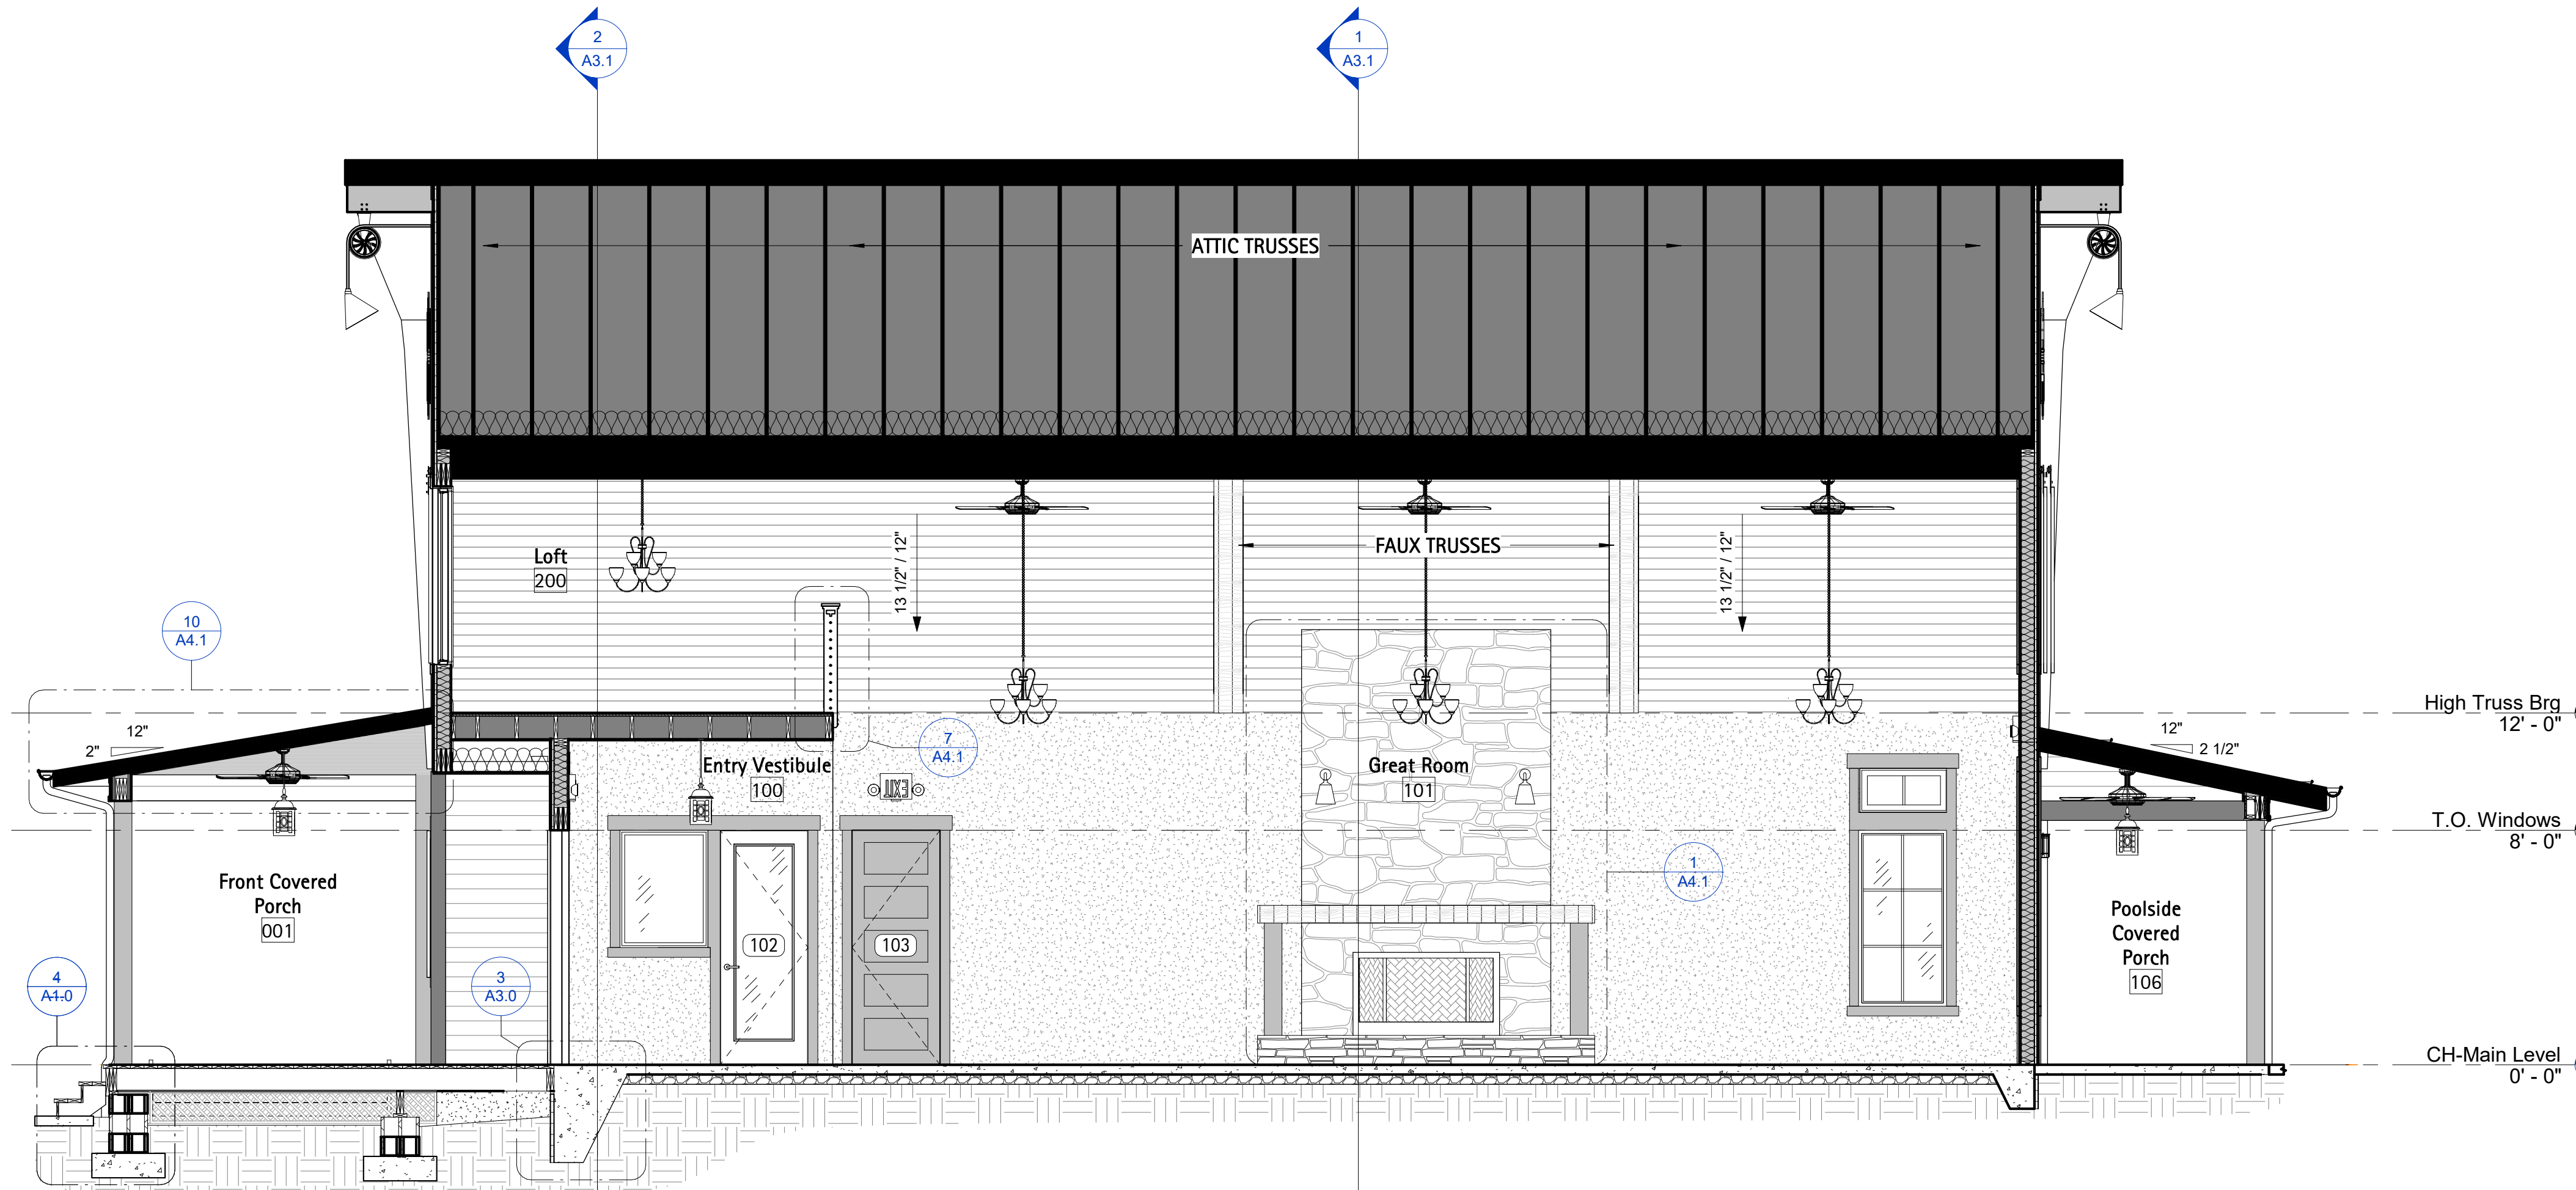 2
A3.1
1
A3.1
ATTIC TRUSSES
Loft
200
13 1/2" / 12"
FAUX TRUSSES
13 1/2" / 12"
10
A4.1
12"
2"
7
A4.1
High Truss Brg
12' - 0"
12"
2 1/2"
Entry Vestibule
100
EXIT
Great Room
101
T.O. Windows
8' - 0"
Front Covered
Porch
001
1
A4.1
Poolside
Covered
Porch
106
102
103
4
A1.0
3
A3.0
CH-Main Level
0' - 0"